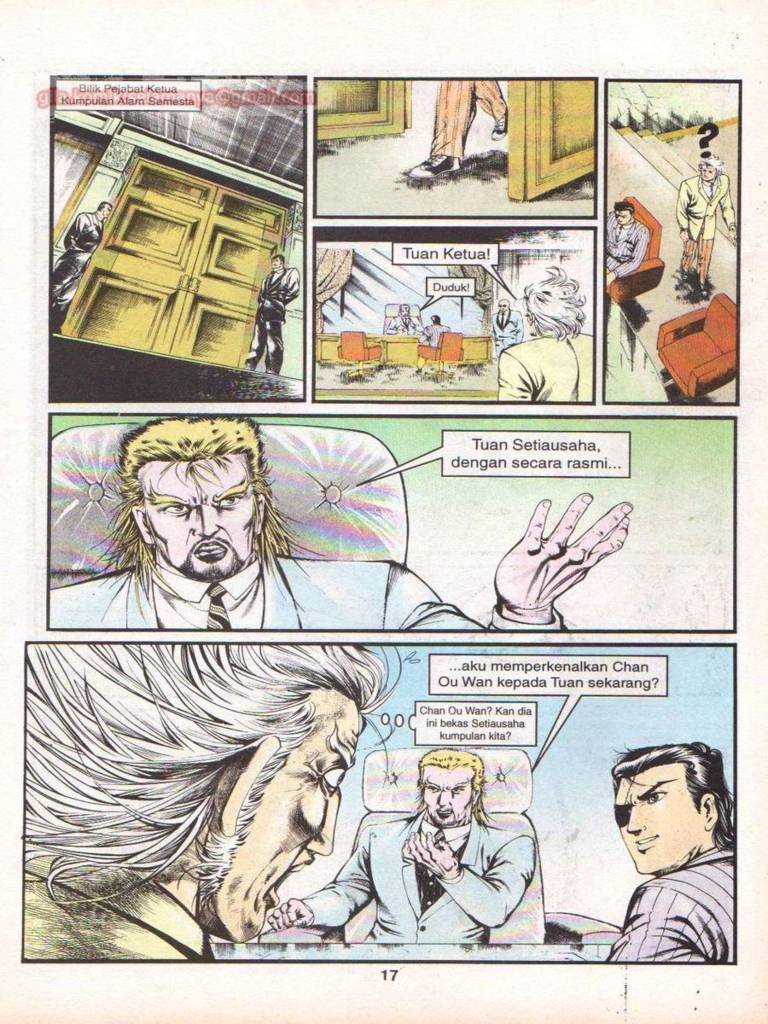 Bilik Pejabat Ketua
Kumpulan Alam Semesta
?
Tuan Ketua!
Duduk!
Tuan Setiausaha,
dengan secara rasmi...
...aku memperkenalkan Chan
Ou Wan kepada Tuan sekarang?
Chan Ou Wan? Kan dia
ini bekas Setiausaha
kumpulan kita?
17